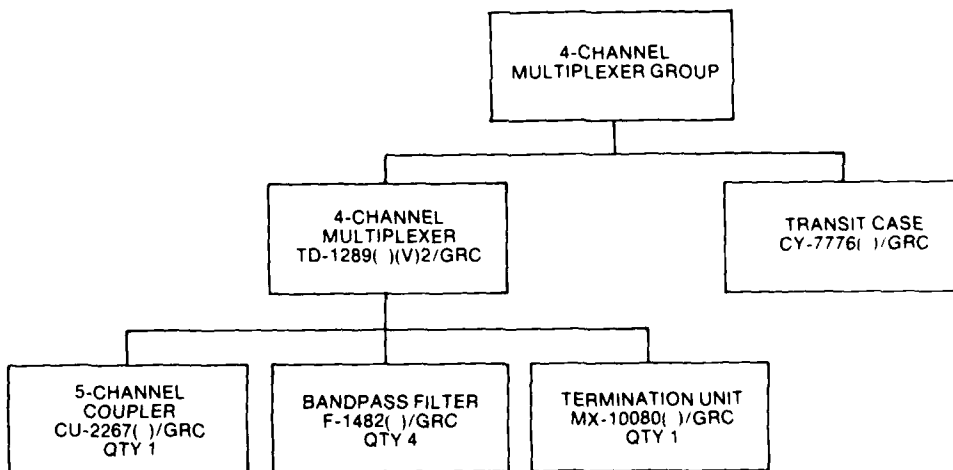 4-CHANNEL
MULTIPLEXER GROUP
4-CHANNEL
MULTIPLEXER
TD-1289( )(V)2/GRC
TRANSIT CASE
CY-7776( )/GRC
5-CHANNEL
COUPLER
CU-2267( )/GRC
QTY 1
BANDPASS FILTER
F-1482( )/GRC
QTY 4
TERMINATION UNIT
MX-10080( )/GRC
QTY 1